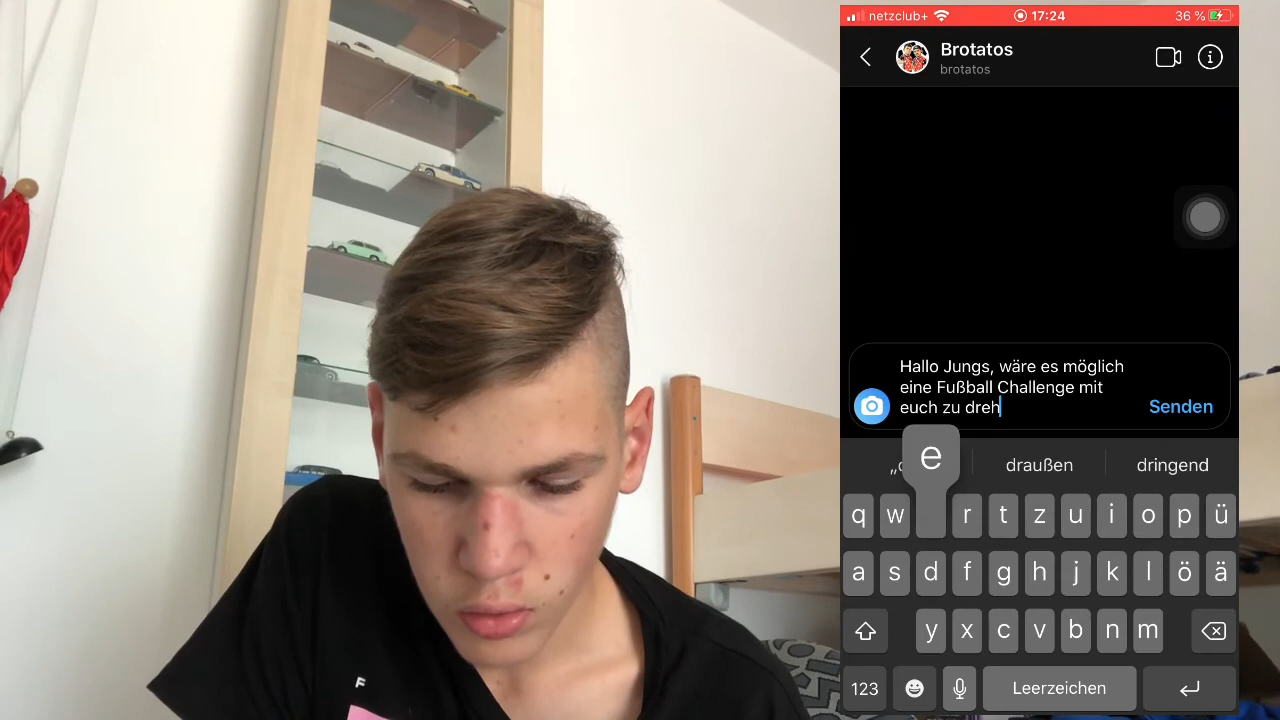 netzclub+ 17:24 36 %
Brotatos
brotatos
Hallo Jungs, wäre es möglich
eine Fußball Challenge mit
euch zu dreh
Senden
e
draußen dringend
q w r t z u i o p ü
a s d f g h j k l ö ä
y x c v b n m
123 Leerzeichen
F